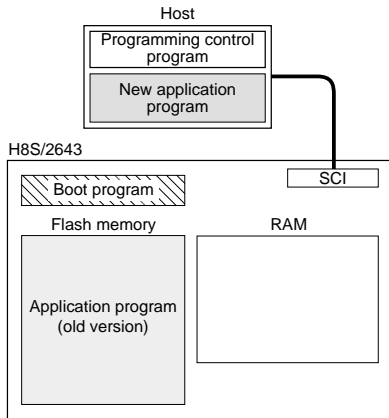 Host
Programming control
program
New application
program
H8S/2643
SCI
Boot program
Flash memory
RAM
Application program
(old version)